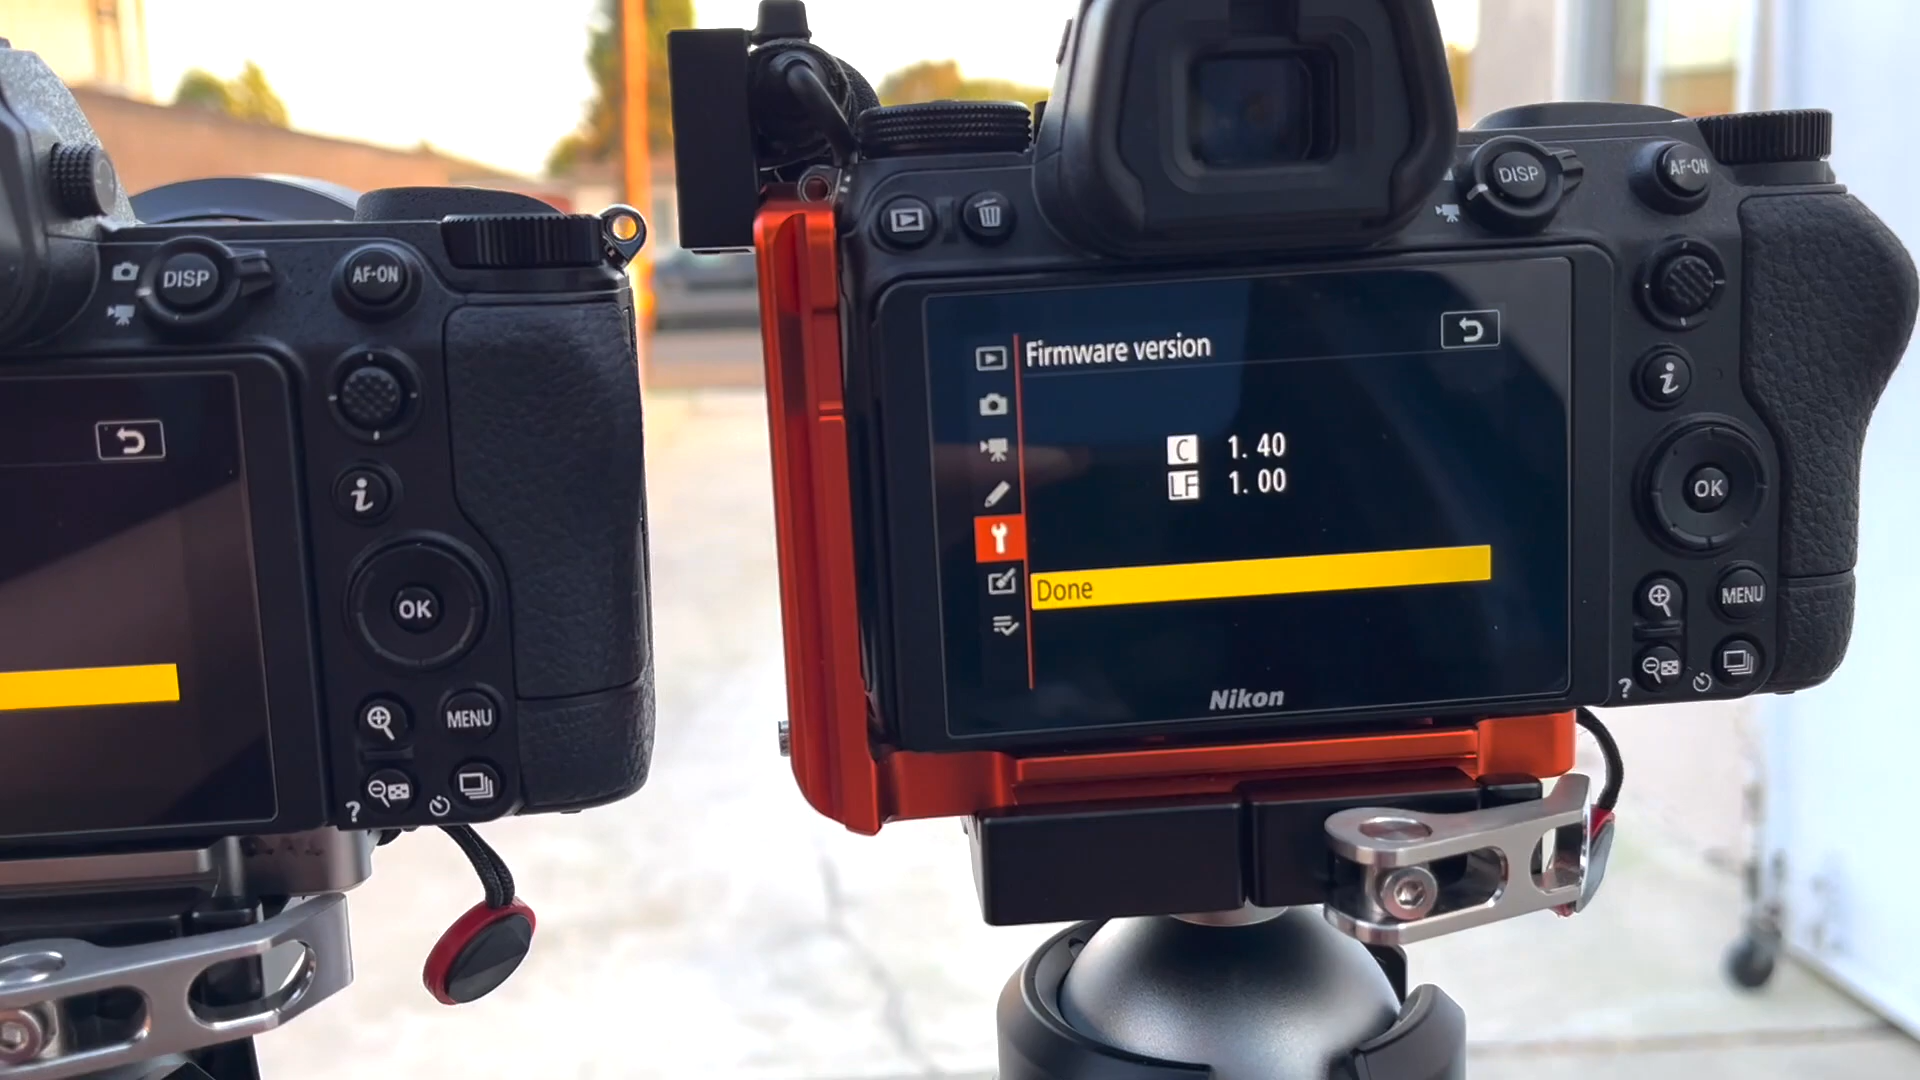 DISP
AF-ON
i
OK
MENU
?
DISP
AF-ON
Firmware version
C 1.40
LF 1.00
Done
Nikon
i
OK
MENU
?